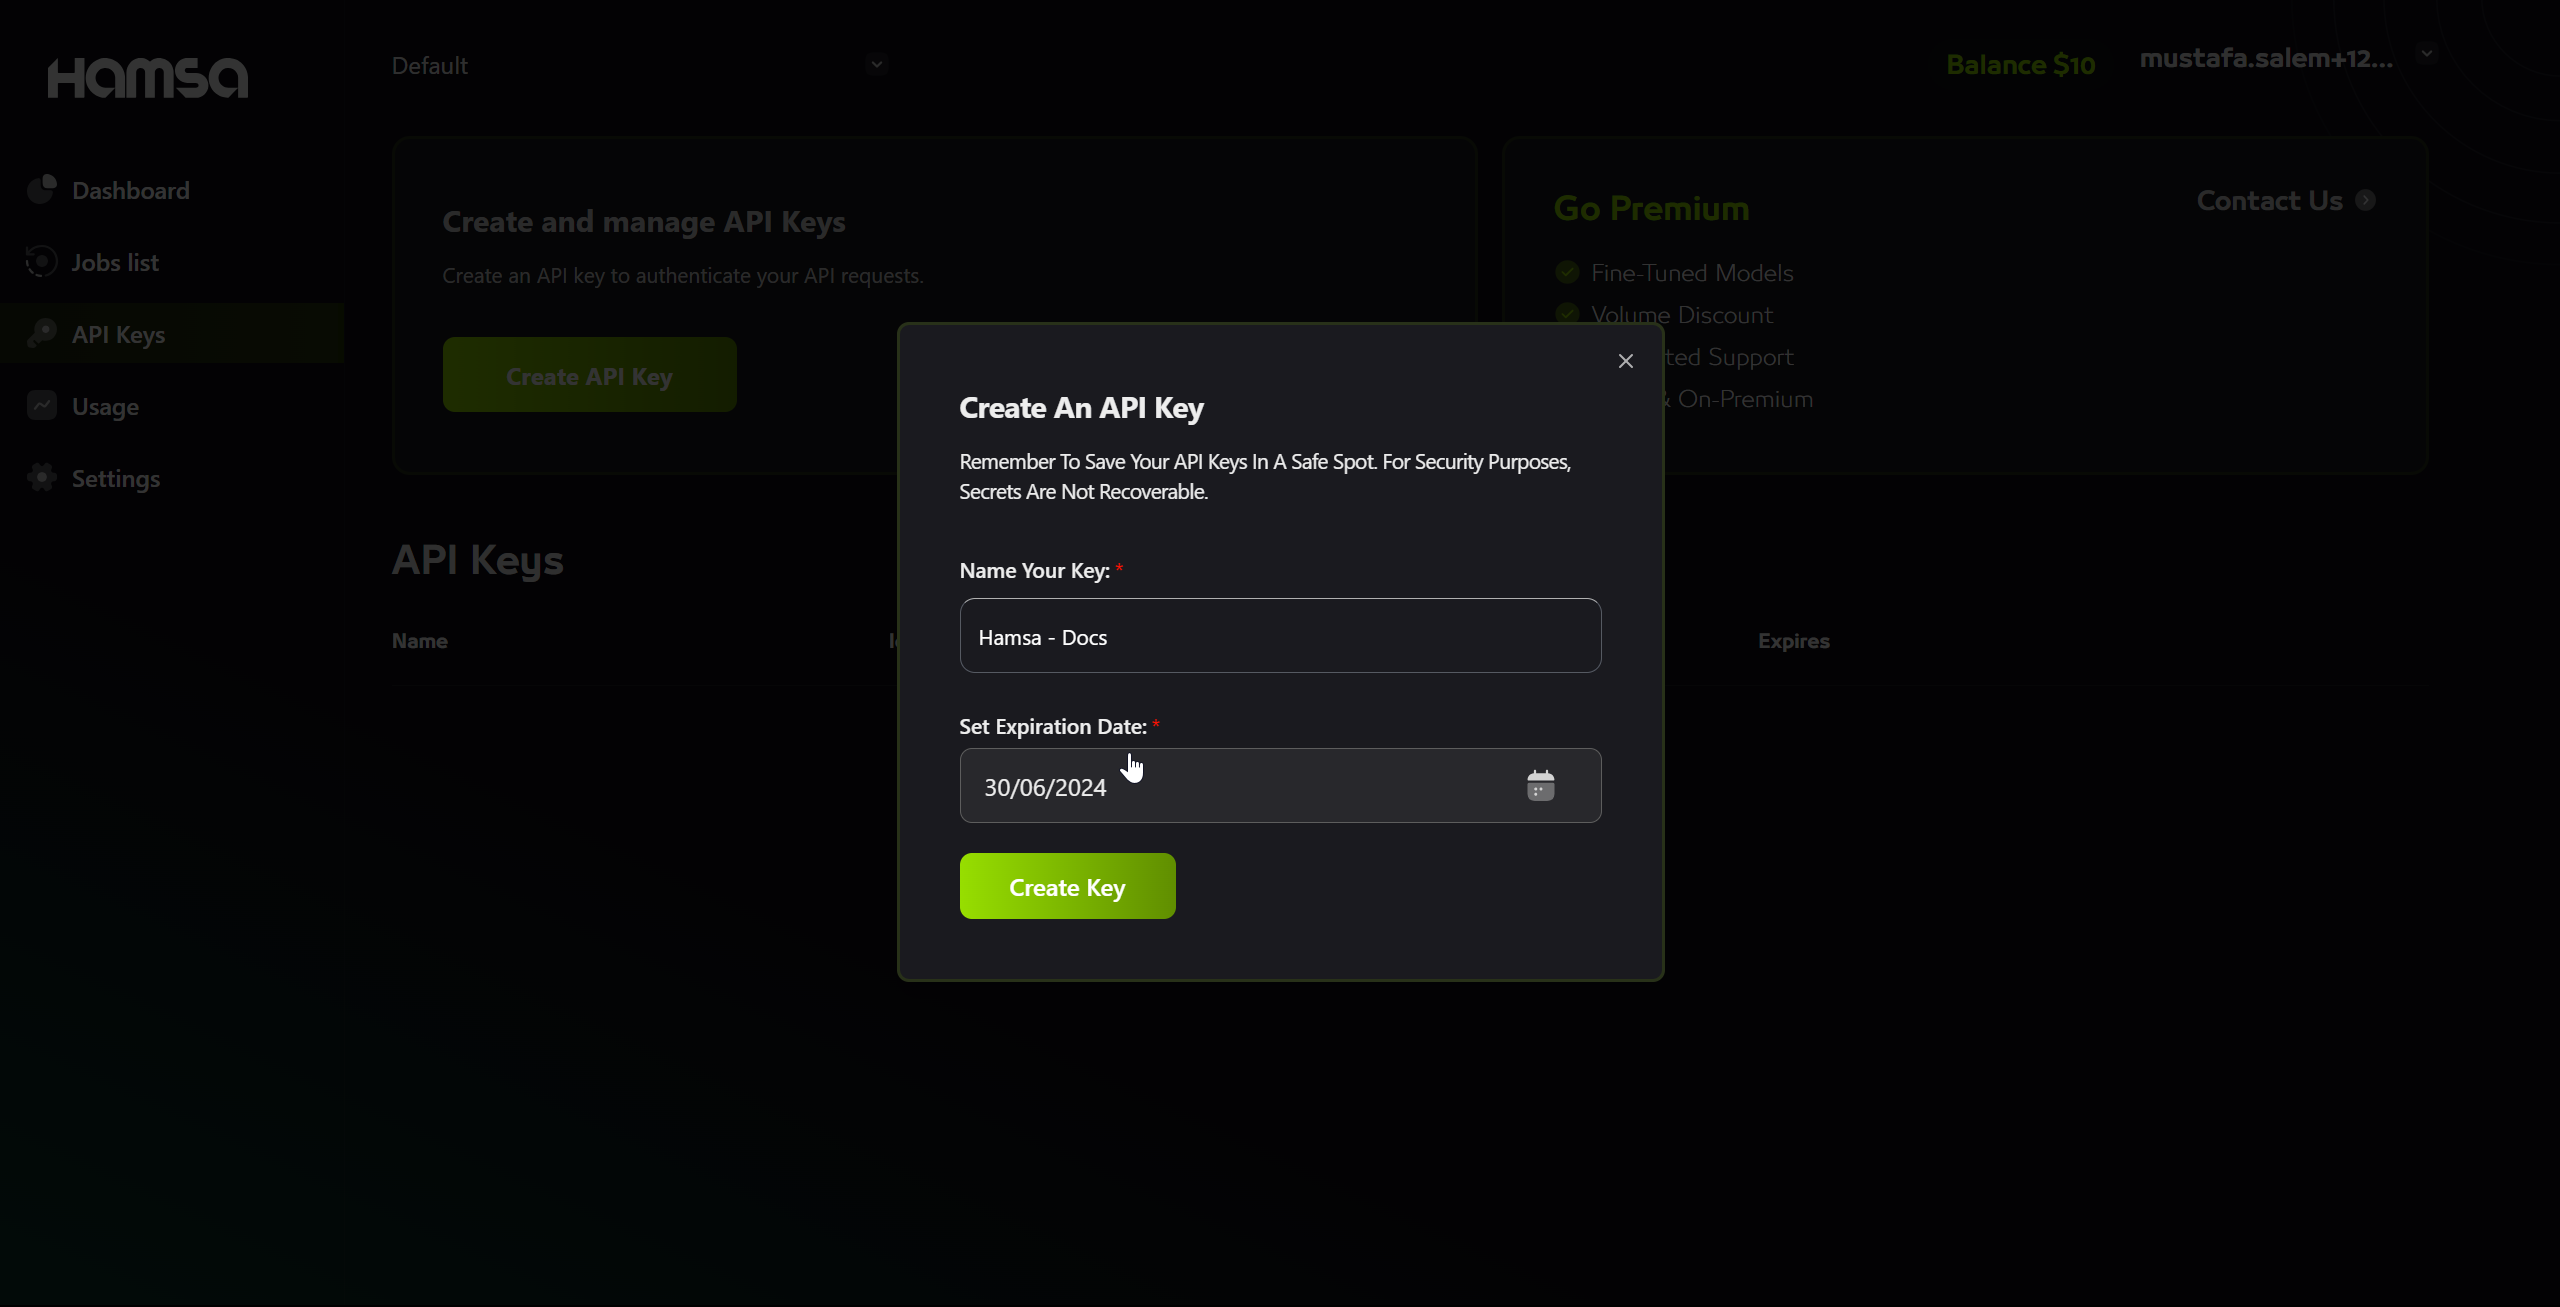 Hamsa
Default
Balance $10
mustafa.salem+12...
Dashboard
Jobs list
API Keys
Usage
Settings
Create and manage API Keys
Create an API key to authenticate your API requests.
Create API Key
Go Premium
Contact Us
Fine-Tuned Models
Volume Discount
Support
& On-Premium
Create An API Key
Remember To Save Your API Keys In A Safe Spot. For Security Purposes,
Secrets Are Not Recoverable.
Name Your Key: *
Hamsa - Docs
Set Expiration Date: *
30/06/2024
Create Key
API Keys
Name
Expires